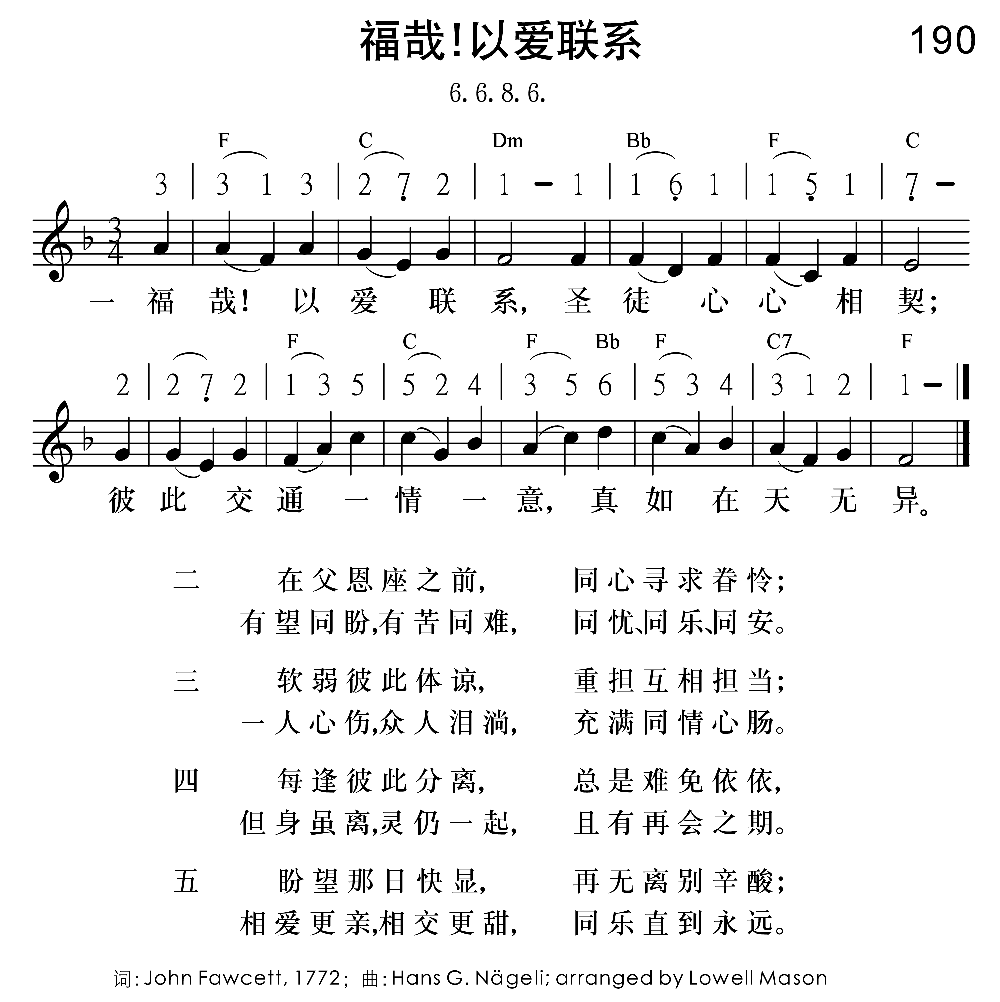 福哉！以爱联系 190
6. 6. 8. 6.
F C Dm Bb F C
3 | 3 1 3 | 2 7̣ 2 | 1 – 1 | 1 6̣ 1 | 1 5̣ 1 | 7̣ –
3/4
一 福 哉！ 以 爱 联 系， 圣 徒 心 心 相 契；
F C F Bb F C7 F
2 | 2 7̣ 2 | 1 3 5 | 5 2 4 | 3 5 6 | 5 3 4 | 3 1 2 | 1 – ‖
彼 此 交 通 一 情 一 意， 真 如 在 天 无 异。
二 在父恩座之前， 同心寻求眷怜；
有望同盼,有苦同难， 同忧、同乐、同安。
三 软弱彼此体谅， 重担互相担当；
一人心伤,众人泪淌， 充满同情心肠。
四 每逢彼此分离， 总是难免依依，
但身虽离,灵仍一起， 且有再会之期。
五 盼望那日快显， 再无离别辛酸；
相爱更亲,相交更甜， 同乐直到永远。
词: John Fawcett, 1772; 曲: Hans G. Nägeli; arranged by Lowell Mason